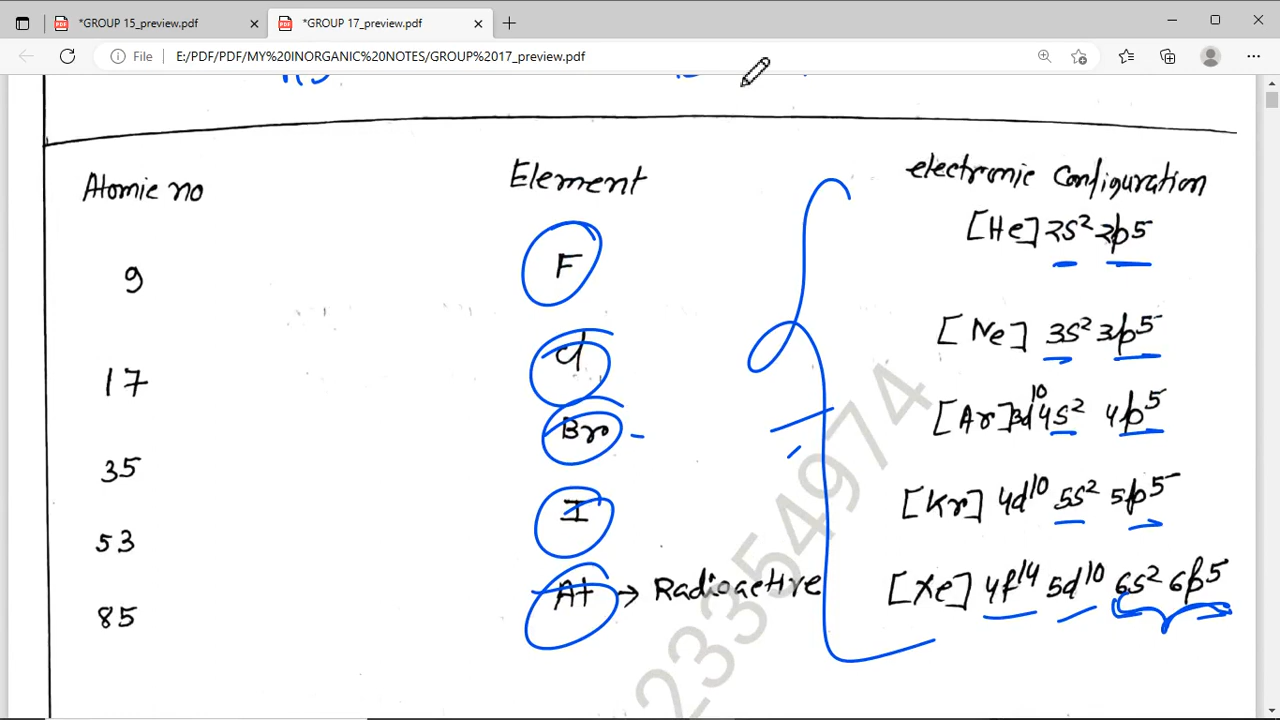 *GROUP 15_preview.pdf
*GROUP 17_preview.pdf
File E:/PDF/PDF/MY%20INORGANIC%20NOTES/GROUP%2017_preview.pdf
Atomic no Element electronic Configuration
9 F [He] 2s² 2p5
17 Cl [Ne] 3s² 3p5
35 Br [Ar] 3d10 4s² 4p5
53 I [Kr] 4d10 5s² 5p5
85 At → Radioactive [Xe] 4f14 5d10 6s² 6p5
23354974